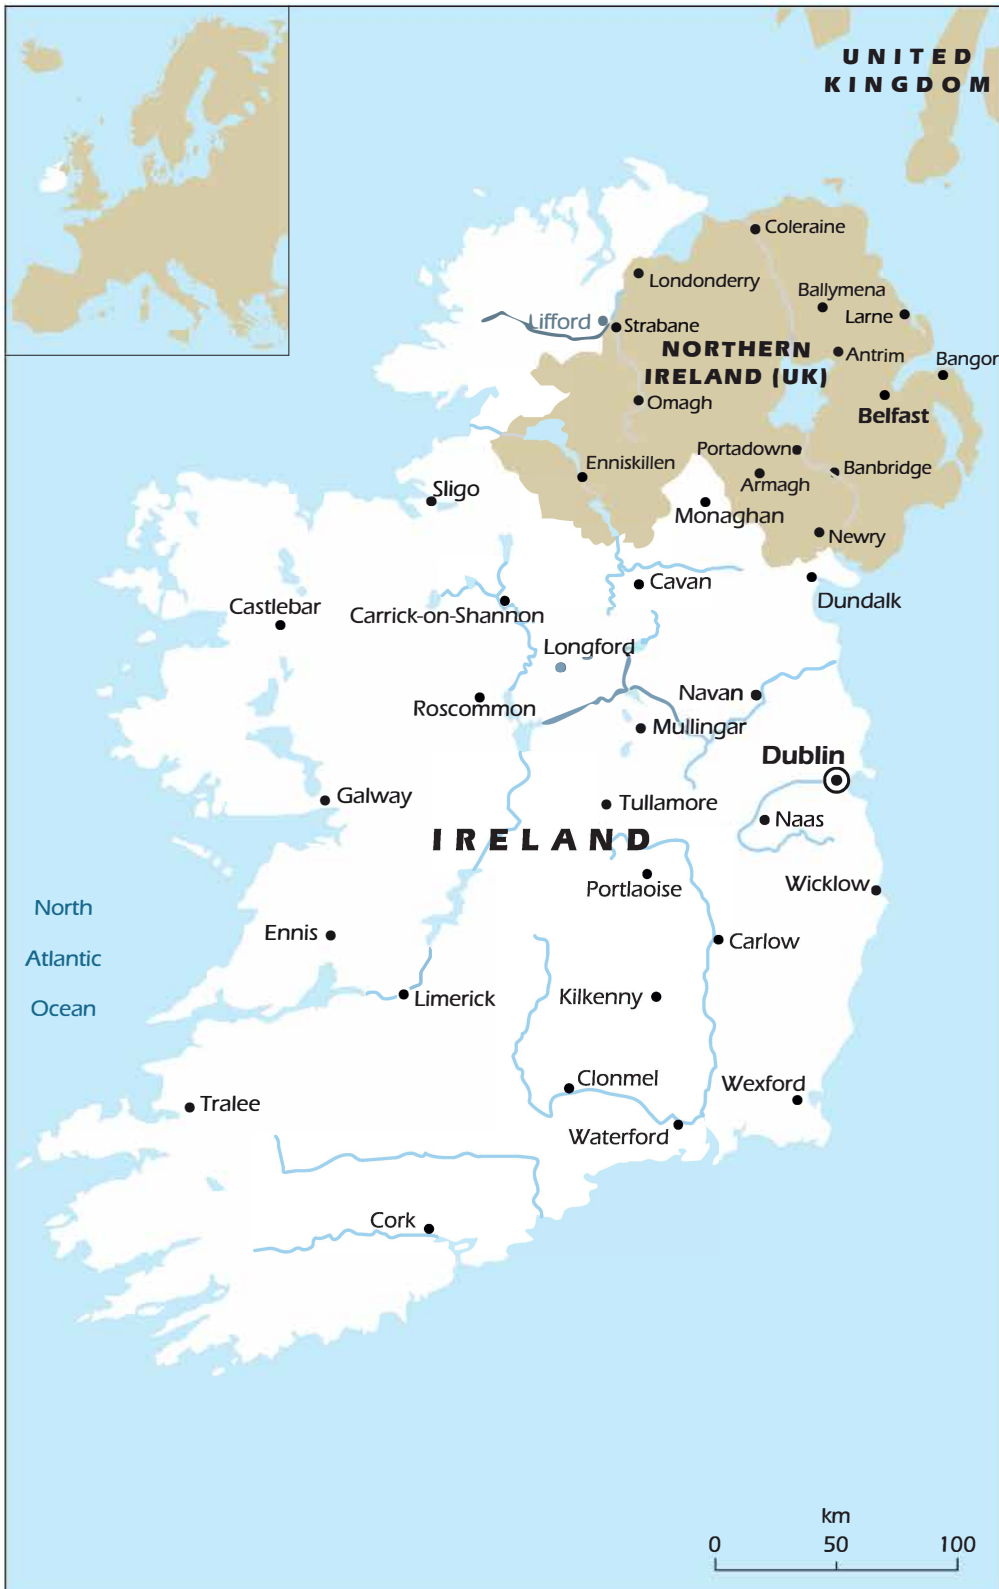 UNITED
KINGDOM
Coleraine
Londonderry
Ballymena
Larne
Lifford
Strabane
NORTHERN
IRELAND (UK)
Antrim
Bangor
Omagh
Belfast
Portadown
Enniskillen
Banbridge
Armagh
Sligo
Monaghan
Newry
Cavan
Dundalk
Castlebar
Carrick-on-Shannon
Longford
Roscommon
Navan
Mullingar
Dublin
Galway
Tullamore
Naas
IRELAND
Portlaoise
Wicklow
North
Atlantic
Ocean
Ennis
Carlow
Limerick
Kilkenny
Clonmel
Wexford
Tralee
Waterford
Cork
km
0 50 100